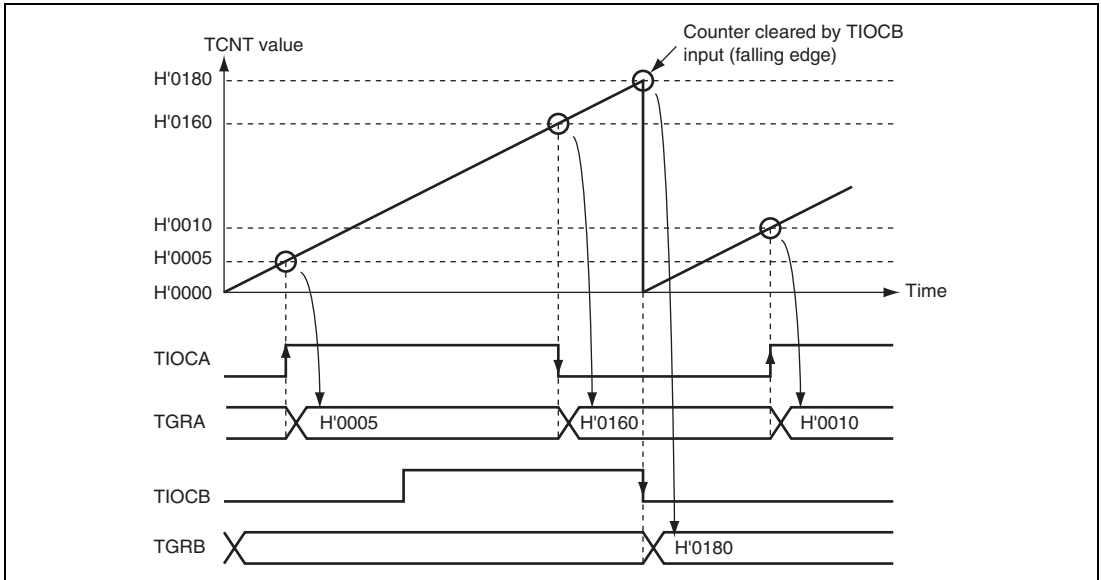 Counter cleared by TIOCB
input (falling edge)
TCNT value
H'0180
H'0160
H'0010
H'0005
H'0000
Time
TIOCA
TGRA
H'0005
H'0160
H'0010
TIOCB
TGRB
H'0180